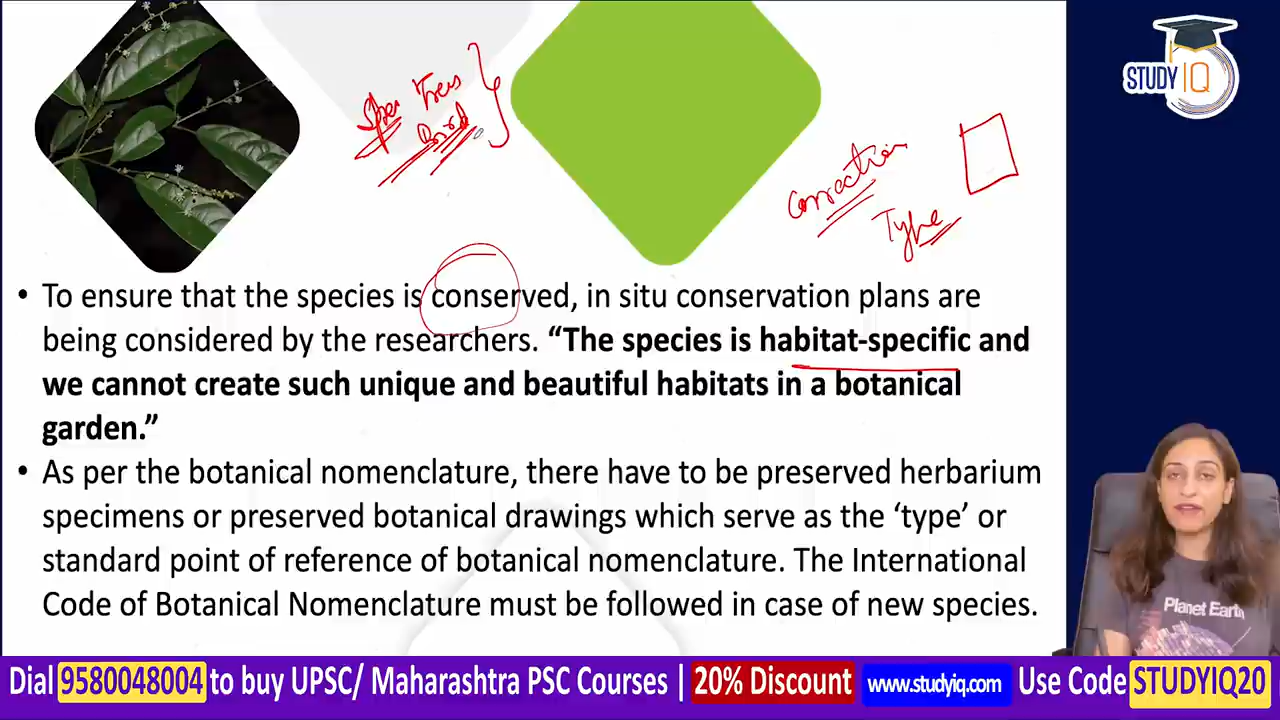 STUDY IQ
Trees
Bird
Correction
Type
• To ensure that the species is conserved, in situ conservation plans are
being considered by the researchers. “The species is habitat-specific and
we cannot create such unique and beautiful habitats in a botanical
garden.”
• As per the botanical nomenclature, there have to be preserved herbarium
specimens or preserved botanical drawings which serve as the ‘type’ or
standard point of reference of botanical nomenclature. The International
Code of Botanical Nomenclature must be followed in case of new species.
Planet Earth
Dial 9580048004 to buy UPSC/ Maharashtra PSC Courses | 20% Discount www.studyiq.com Use Code STUDYIQ20